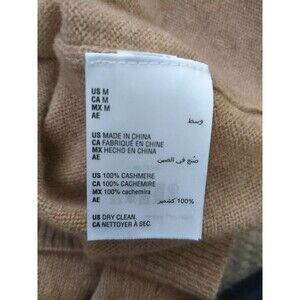 US M
CA M
MX M
AE وسط
US MADE IN CHINA
CA FABRIQUÉ EN CHINE
MX HECHO EN CHINA
AE صنع في الصين
US 100% CASHMERE
CA 100% CACHEMIRE
MX 100% cachemira
AE 100% كشمير
US DRY CLEAN.
CA NETTOYER À SEC.